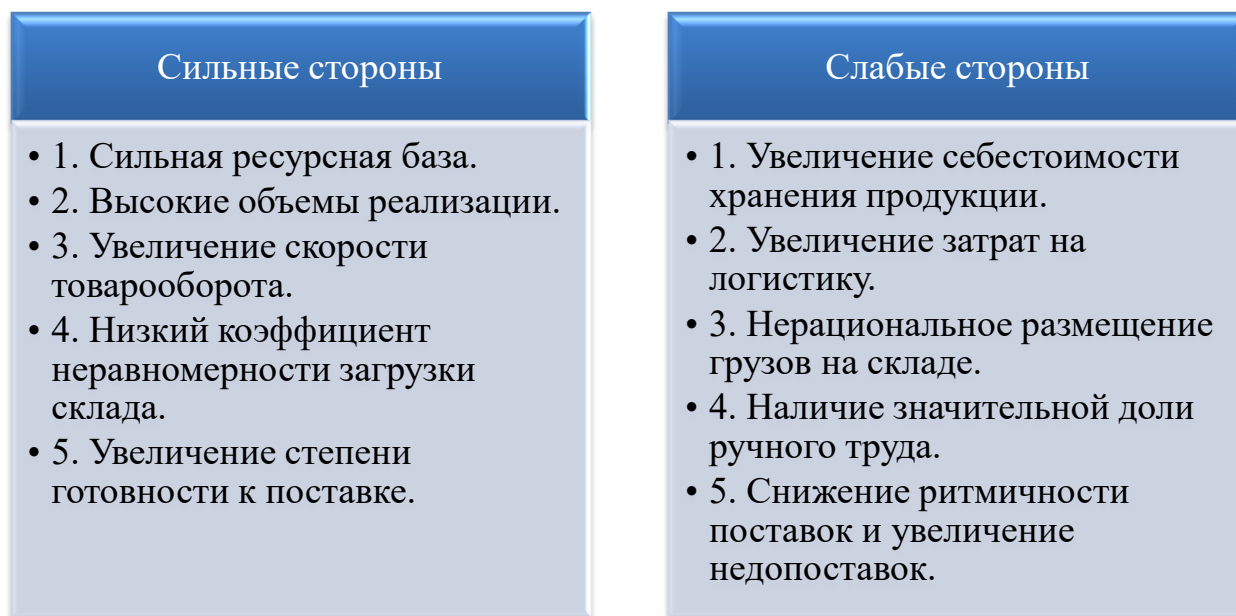 Сильные стороны
• 1. Сильная ресурсная база.
• 2. Высокие объемы реализации.
• 3. Увеличение скорости
товарооборота.
• 4. Низкий коэффициент
неравномерности загрузки
склада.
• 5. Увеличение степени
готовности к поставке.
Слабые стороны
• 1. Увеличение себестоимости
хранения продукции.
• 2. Увеличение затрат на
логистику.
• 3. Нерациональное размещение
грузов на складе.
• 4. Наличие значительной доли
ручного труда.
• 5. Снижение ритмичности
поставок и увеличение
недопоставок.